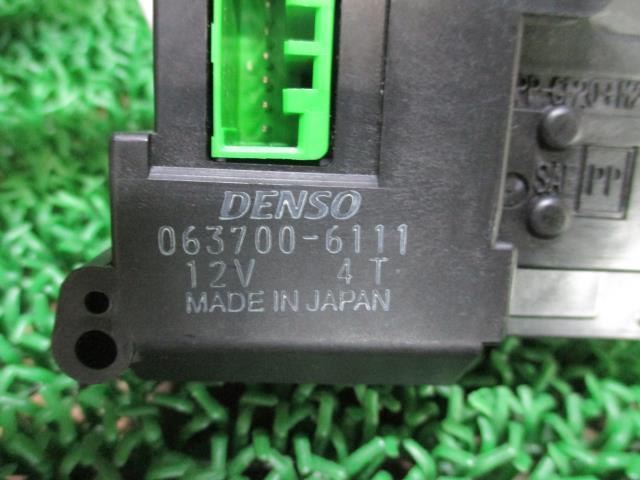 DENSO
063700-6111
12V 4T
MADE IN JAPAN
PP